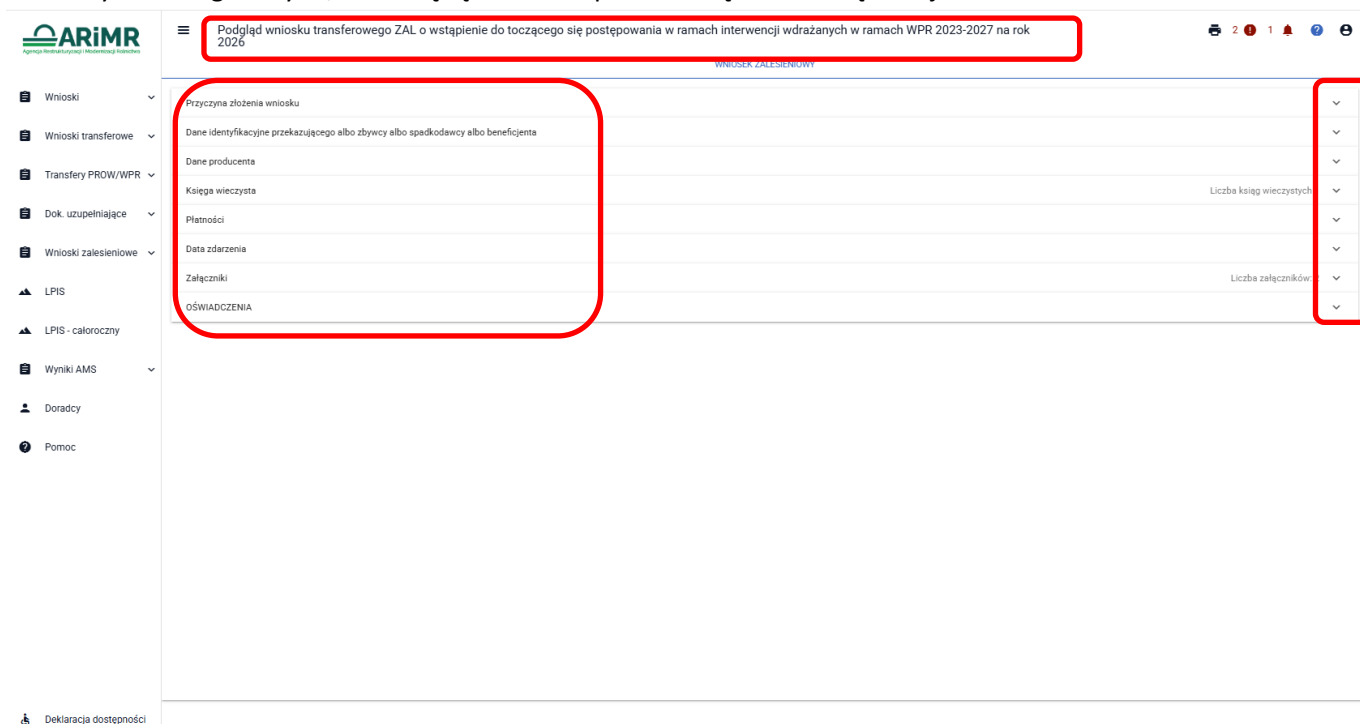 ARiMR
Agencja Restrukturyzacji i Modernizacji Rolnictwa
Podgląd wniosku transferowego ZAL o wstąpienie do toczącego się postępowania w ramach interwencji wdrażanych w ramach WPR 2023-2027 na rok
2026
2 1
WNIOSEK ZALESIENIOWY
Wnioski
Wnioski transferowe
Transfery PROW/WPR
Dok. uzupełniające
Wnioski zalesieniowe
LPIS
LPIS - całoroczny
Wyniki AMS
Doradcy
Pomoc
Deklaracja dostępności
Przyczyna złożenia wniosku
Dane identyfikacyjne przekazującego albo zbywcy albo spadkodawcy albo beneficjenta
Dane producenta
Księga wieczysta Liczba ksiąg wieczystych
Płatności
Data zdarzenia
Załączniki Liczba załączników:
OŚWIADCZENIA